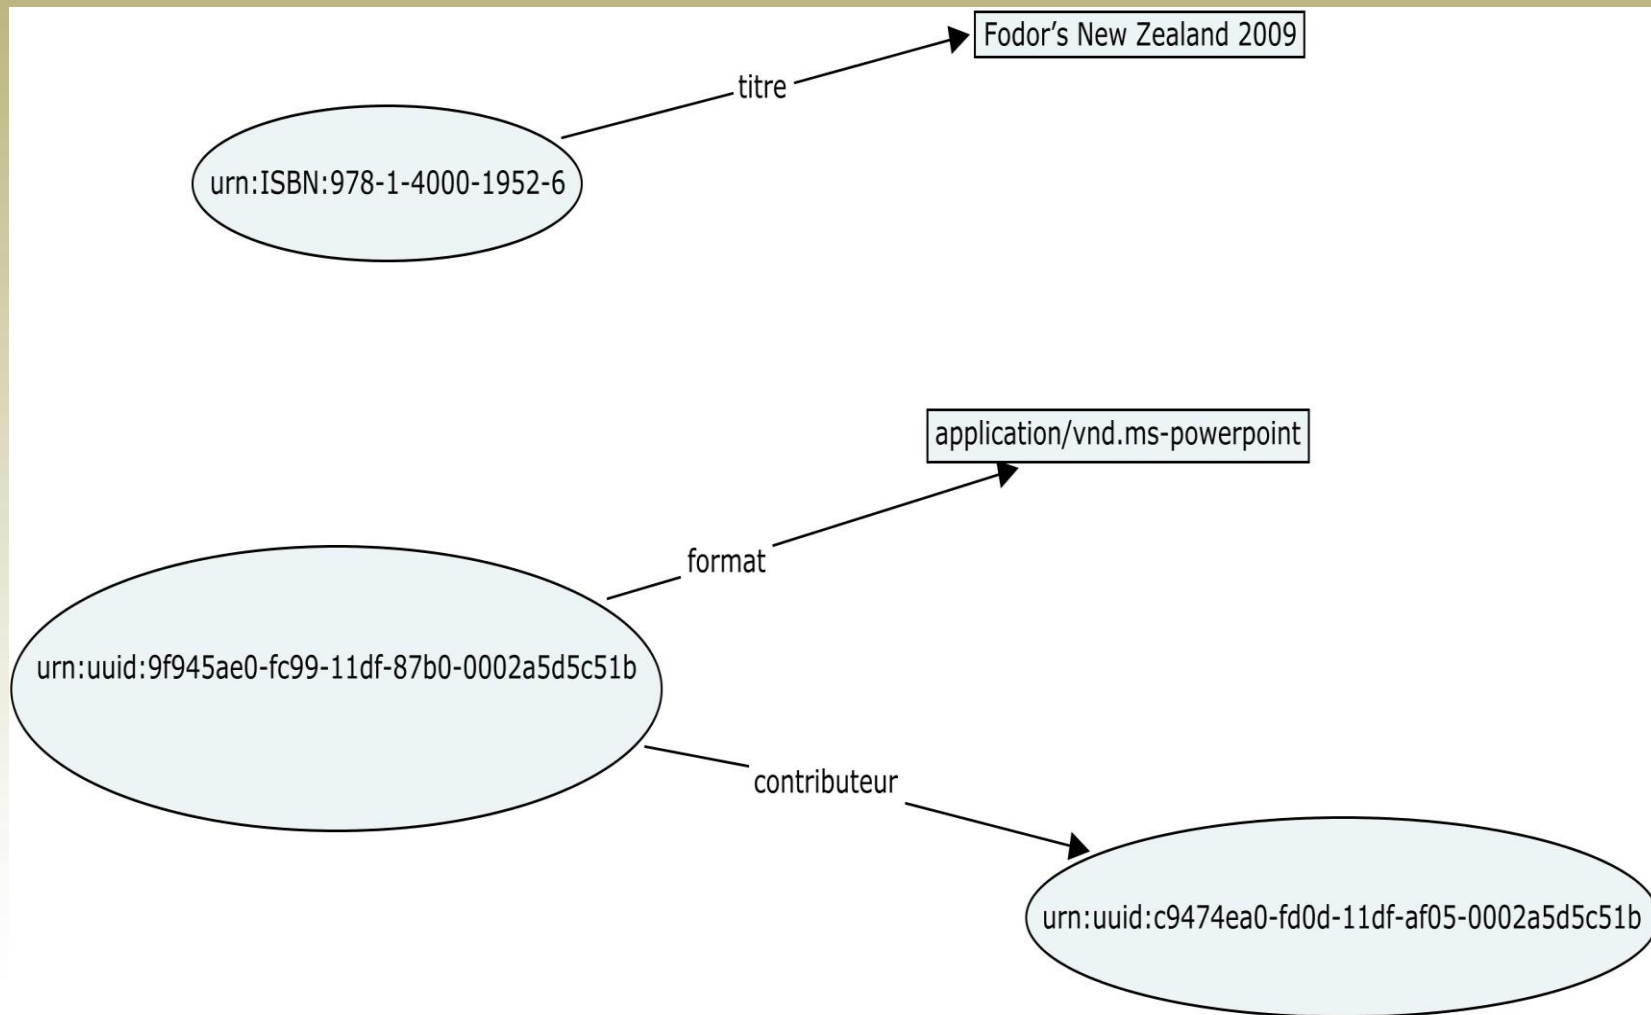 Fodor’s New Zealand 2009
titre
urn:ISBN:978-1-4000-1952-6
application/vnd.ms-powerpoint
format
urn:uuid:9f945ae0-fc99-11df-87b0-0002a5d5c51b
contributeur
urn:uuid:c9474ea0-fd0d-11df-af05-0002a5d5c51b